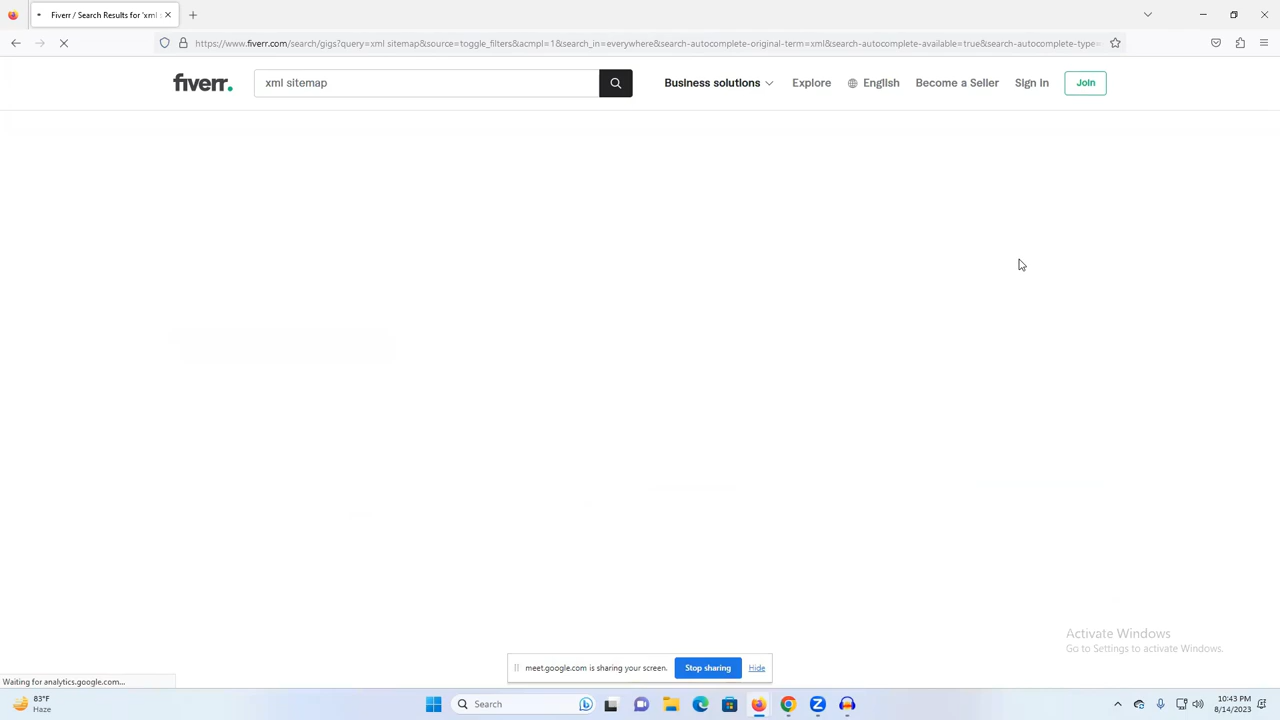 Fiverr / Search Results for 'xml s
https://www.fiverr.com/search/gigs?query=xml sitemap&source=toggle_filters&acmpl=1&search_in=everywhere&search-autocomplete-original-term=xml&search-autocomplete-available=true&search-autocomplete-type=
fiverr. xml sitemap Business solutions Explore English Become a Seller Sign In Join
Activate Windows
Go to Settings to activate Windows.
meet.google.com is sharing your screen. Stop sharing Hide
Waiting for analytics.google.com...
83°F
Haze
Search
10:43 PM
8/14/2023